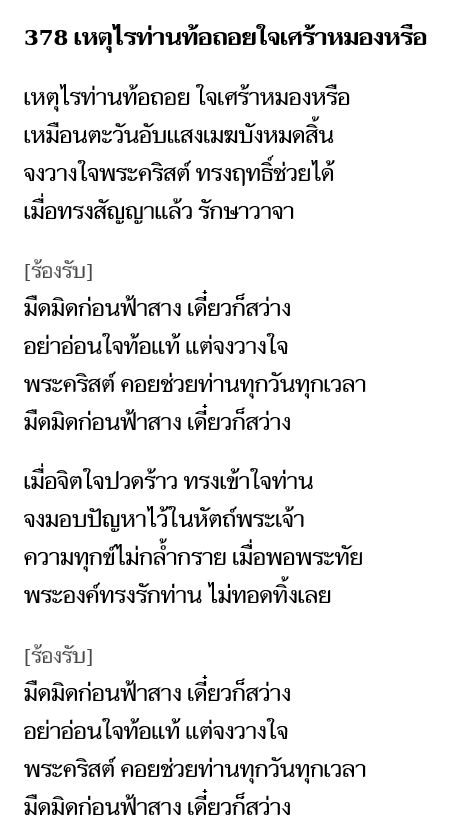 378 เหตุไรท่านท้อถอยใจเศร้าหมองหรือ
เหตุไรท่านท้อถอย ใจเศร้าหมองหรือ
เหมือนตะวันอับแสงเมฆบังหมดสิ้น
จงวางใจพระคริสต์ ทรงฤทธิ์ช่วยได้
เมื่อทรงสัญญาแล้ว รักษาวาจา
[ร้องรับ]
มืดมิดก่อนฟ้าสาง เดี๋ยวก็สว่าง
อย่าอ่อนใจท้อแท้ แต่จงวางใจ
พระคริสต์ คอยช่วยท่านทุกวันทุกเวลา
มืดมิดก่อนฟ้าสาง เดี๋ยวก็สว่าง
เมื่อจิตใจปวดร้าว ทรงเข้าใจท่าน
จงมอบปัญหาไว้ในหัตถ์พระเจ้า
ความทุกข์ไม่กล้ำกราย เมื่อพอพระทัย
พระองค์ทรงรักท่าน ไม่ทอดทิ้งเลย
[ร้องรับ]
มืดมิดก่อนฟ้าสาง เดี๋ยวก็สว่าง
อย่าอ่อนใจท้อแท้ แต่จงวางใจ
พระคริสต์ คอยช่วยท่านทุกวันทุกเวลา
มืดมิดก่อนฟ้าสาง เดี๋ยวก็สว่าง